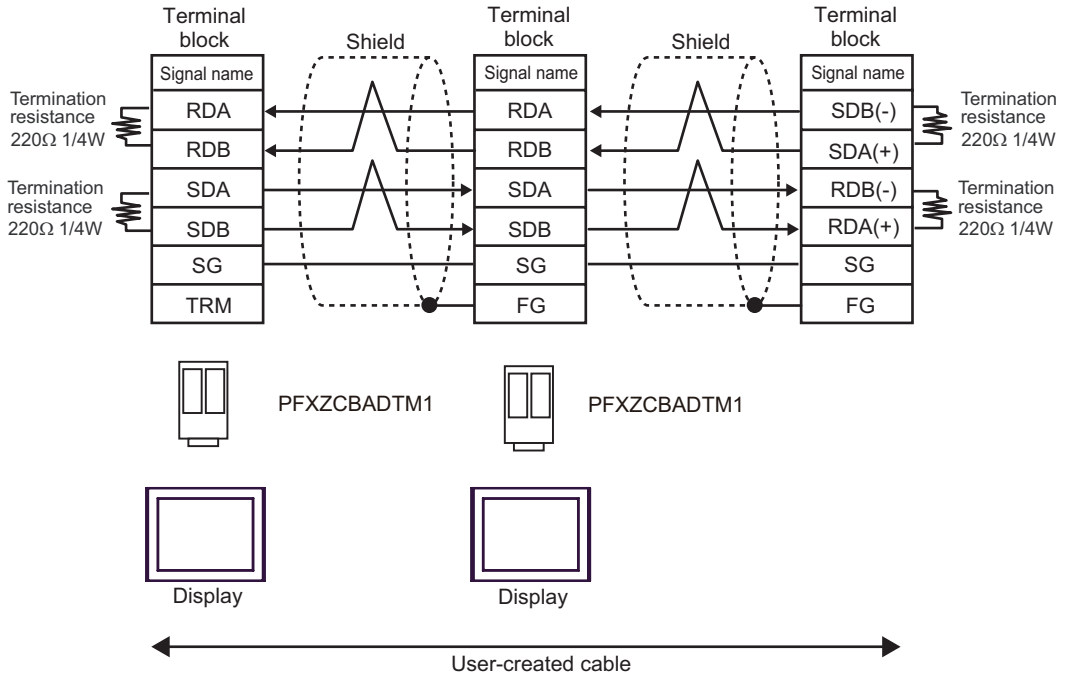 Terminal
block
Shield
Terminal
block
Shield
Terminal
block
Signal name
Signal name
Signal name
Termination
resistance
220Ω 1/4W
RDA
RDA
SDB(-)
Termination
resistance
220Ω 1/4W
RDB
RDB
SDA(+)
Termination
resistance
220Ω 1/4W
SDA
SDA
RDB(-)
Termination
resistance
220Ω 1/4W
SDB
SDB
RDA(+)
SG
SG
SG
TRM
FG
FG
PFXZCBADTM1
PFXZCBADTM1
Display
Display
User-created cable